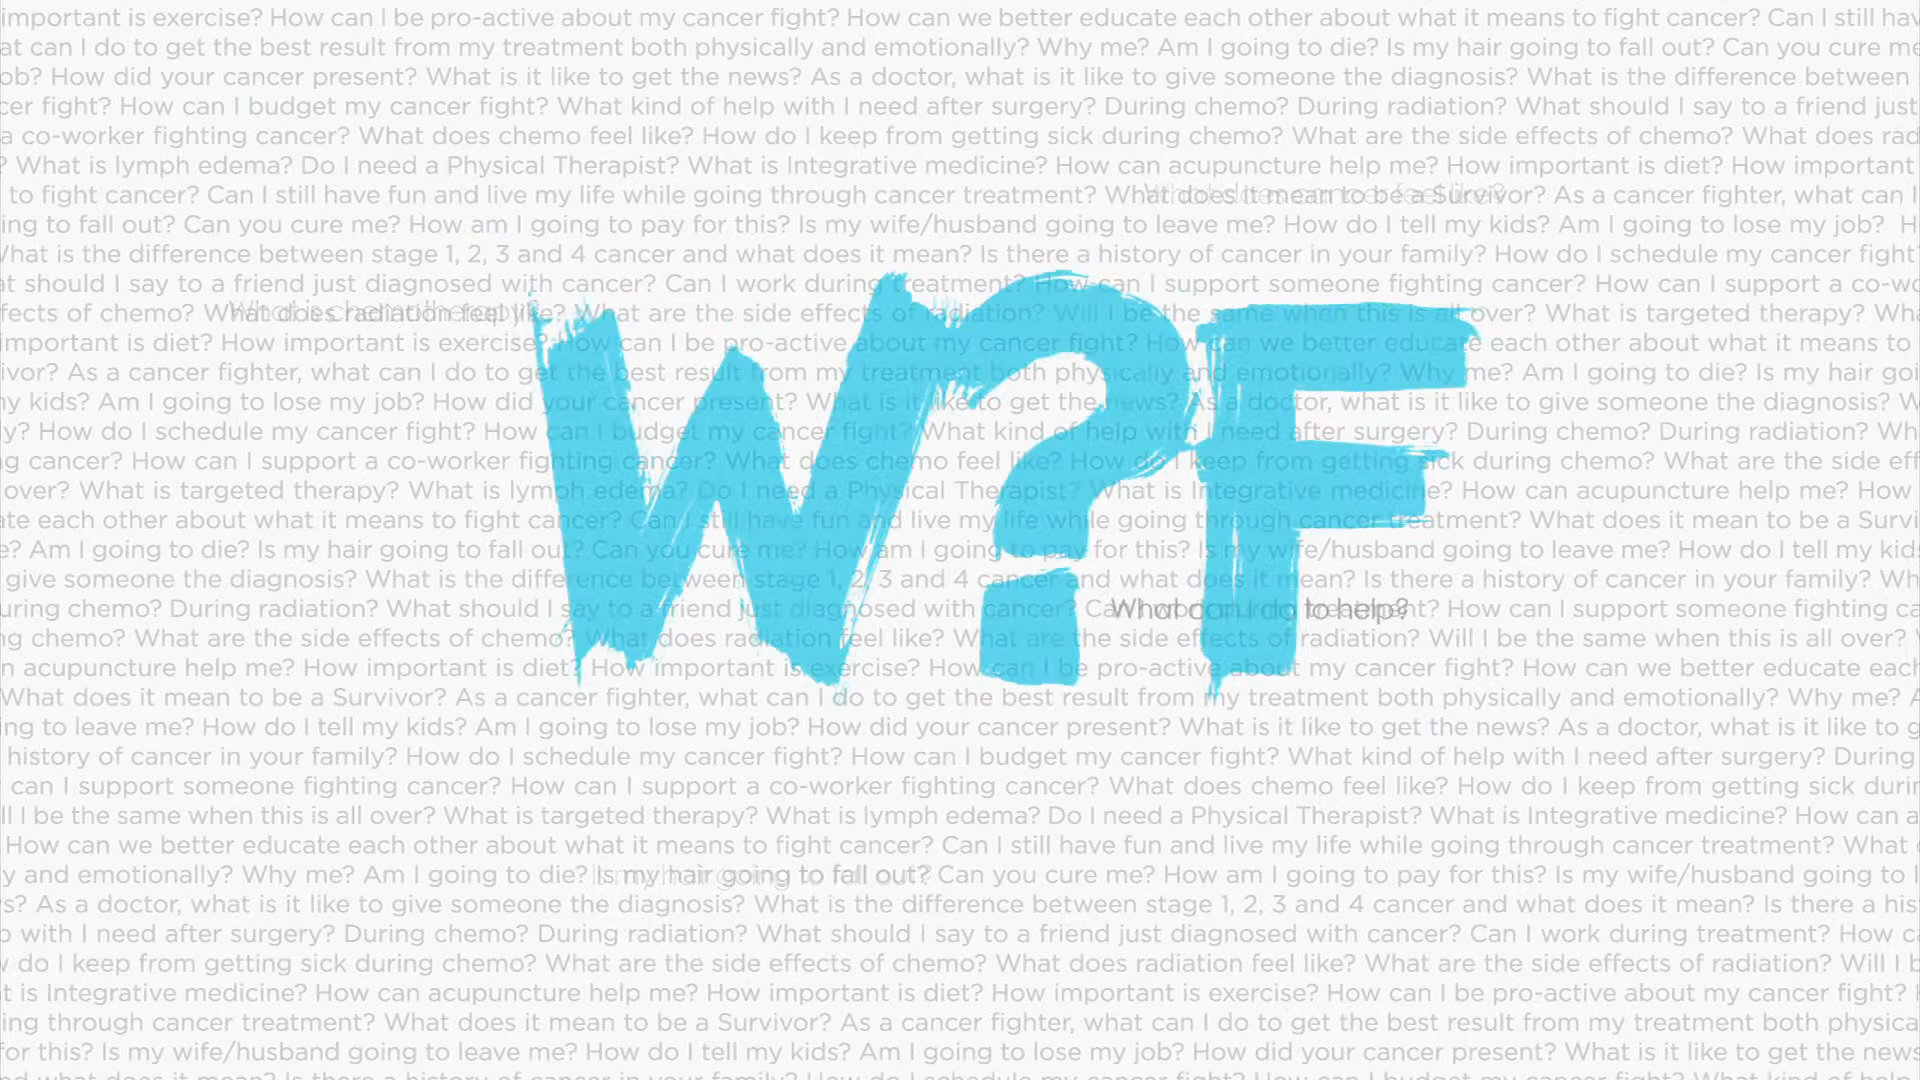 important is exercise? How can I be pro-active about my cancer fight? How can we better educate each other about what it means to fight cancer? Can I still hav
at can I do to get the best result from my treatment both physically and emotionally? Why me? Am I going to die? Is my hair going to fall out? Can you cure me
ob? How did your cancer present? What is it like to get the news? As a doctor, what is it like to give someone the diagnosis? What is the difference between
er fight? How can I budget my cancer fight? What kind of help with I need after surgery? During chemo? During radiation? What should I say to a friend just
a co-worker fighting cancer? What does chemo feel like? How do I keep from getting sick during chemo? What are the side effects of chemo? What does rad
? What is lymph edema? Do I need a Physical Therapist? What is Integrative medicine? How can acupuncture help me? How important is diet? How important
to fight cancer? Can I still have fun and live my life while going through cancer treatment? What does it mean to be a Survivor? As a cancer fighter, what can I
ing to fall out? Can you cure me? How am I going to pay for this? Is my wife/husband going to leave me? How do I tell my kids? Am I going to lose my job? H
hat is the difference between stage 1, 2, 3 and 4 cancer and what does it mean? Is there a history of cancer in your family? How do I schedule my cancer fight
at should I say to a friend just diagnosed with cancer? Can I work during treatment? How can I support someone fighting cancer? How can I support a co-wo
fects of chemo? What does radiation feel like? What are the side effects of radiation? Will I be the same when this is all over? What is targeted therapy? Wh
important is diet? How important is exercise? How can I be pro-active about my cancer fight? How can we better educate each other about what it means to
ivor? As a cancer fighter, what can I do to get the best result from my treatment both physically and emotionally? Why me? Am I going to die? Is my hair goi
y kids? Am I going to lose my job? How did your cancer present? What is it like to get the news? As a doctor, what is it like to give someone the diagnosis? W
y? How do I schedule my cancer fight? How can I budget my cancer fight? What kind of help with I need after surgery? During chemo? During radiation? Wh
g cancer? How can I support a co-worker fighting cancer? What does chemo feel like? How do I keep from getting sick during chemo? What are the side eff
W?F
over? What is targeted therapy? What is lymph edema? Do I need a Physical Therapist? What is Integrative medicine? How can acupuncture help me? How
ate each other about what it means to fight cancer? Can I still have fun and live my life while going through cancer treatment? What does it mean to be a Survi
e? Am I going to die? Is my hair going to fall out? Can you cure me? How am I going to pay for this? Is my wife/husband going to leave me? How do I tell my kid
give someone the diagnosis? What is the difference between stage 1, 2, 3 and 4 cancer and what does it mean? Is there a history of cancer in your family? Wh
uring chemo? During radiation? What should I say to a friend just diagnosed with cancer? Can I work during treatment? How can I support someone fighting ca
What can I do to help?
ng chemo? What are the side effects of chemo? What does radiation feel like? What are the side effects of radiation? Will I be the same when this is all over?
n acupuncture help me? How important is diet? How important is exercise? How can I be pro-active about my cancer fight? How can we better educate each
What does it mean to be a Survivor? As a cancer fighter, what can I do to get the best result from my treatment both physically and emotionally? Why me? A
ng to leave me? How do I tell my kids? Am I going to lose my job? How did your cancer present? What is it like to get the news? As a doctor, what is it like to g
history of cancer in your family? How do I schedule my cancer fight? How can I budget my cancer fight? What kind of help with I need after surgery? During
can I support someone fighting cancer? How can I support a co-worker fighting cancer? What does chemo feel like? How do I keep from getting sick durin
ll I be the same when this is all over? What is targeted therapy? What is lymph edema? Do I need a Physical Therapist? What is Integrative medicine? How can a
How can we better educate each other about what it means to fight cancer? Can I still have fun and live my life while going through cancer treatment? What
y and emotionally? Why me? Am I going to die? Is my hair going to fall out? Can you cure me? How am I going to pay for this? Is my wife/husband going to l
s? As a doctor, what is it like to give someone the diagnosis? What is the difference between stage 1, 2, 3 and 4 cancer and what does it mean? Is there a his
p with I need after surgery? During chemo? During radiation? What should I say to a friend just diagnosed with cancer? Can I work during treatment? How c
do I keep from getting sick during chemo? What are the side effects of chemo? What does radiation feel like? What are the side effects of radiation? Will I b
t is Integrative medicine? How can acupuncture help me? How important is diet? How important is exercise? How can I be pro-active about my cancer fight?
ing through cancer treatment? What does it mean to be a Survivor? As a cancer fighter, what can I do to get the best result from my treatment both physica
for this? Is my wife/husband going to leave me? How do I tell my kids? Am I going to lose my job? How did your cancer present? What is it like to get the news
nd what does it mean? Is there a history of cancer in your family? How do I schedule my cancer fight? How can I budget my cancer fight? What kind of help